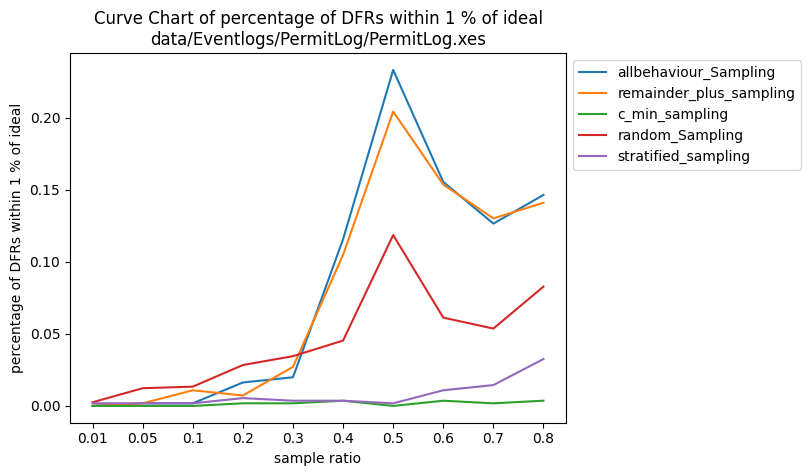 Curve Chart of percentage of DFRs within 1 % of ideal
data/Eventlogs/PermitLog/PermitLog.xes
percentage of DFRs within 1 % of ideal
0.20
0.15
0.10
0.05
0.00
0.01 0.05 0.1 0.2 0.3 0.4 0.5 0.6 0.7 0.8
sample ratio
allbehaviour_Sampling
remainder_plus_sampling
c_min_sampling
random_Sampling
stratified_sampling